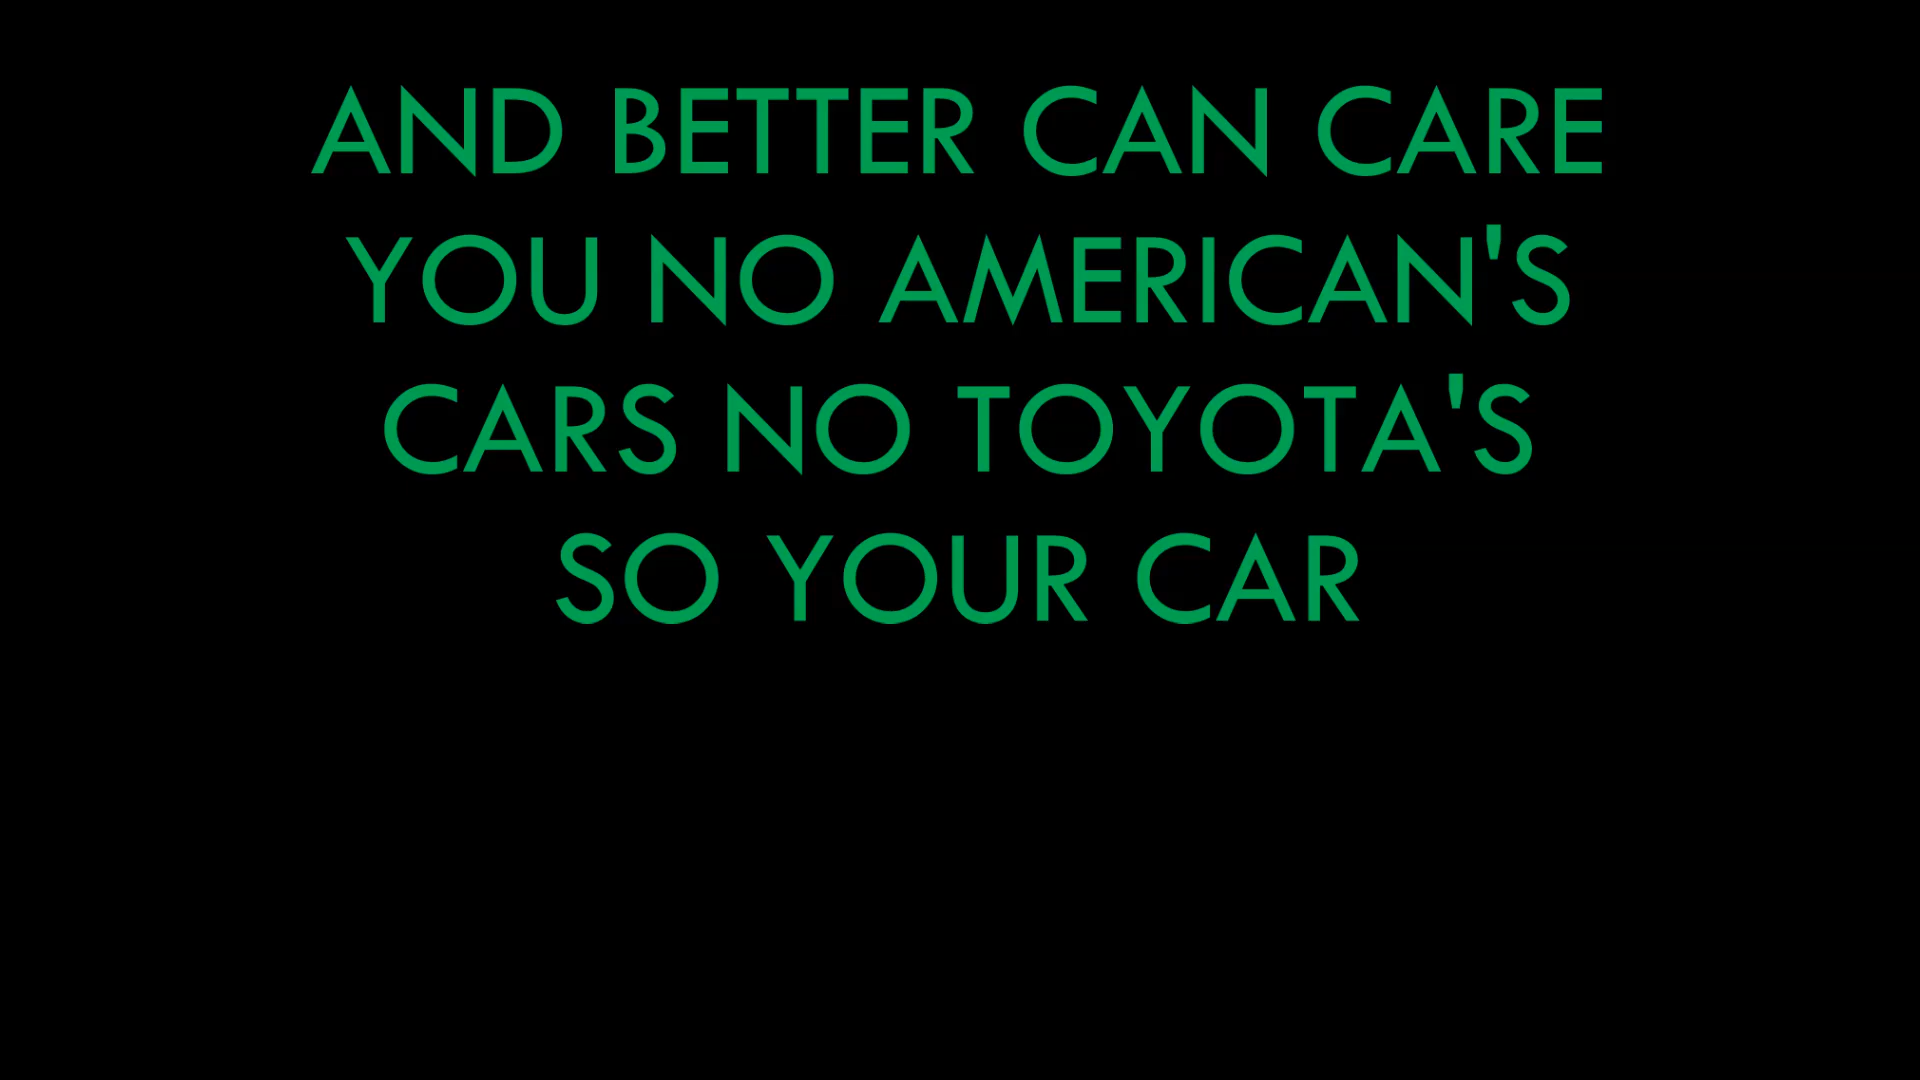 AND BETTER CAN CARE
YOU NO AMERICAN'S
CARS NO TOYOTA'S
SO YOUR CAR